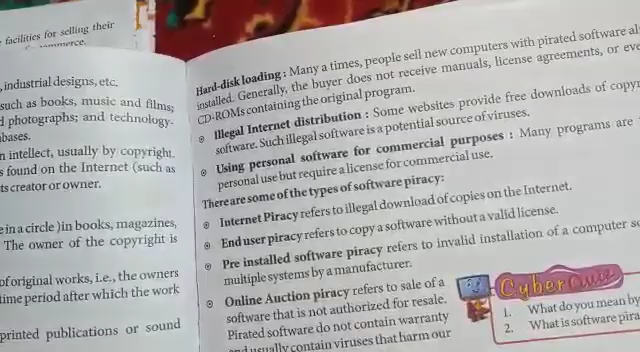 facilities for selling their
commerce.
, industrial designs, etc.
such as books, music and films;
photographs; and technology-
bases.
n intellect, usually by copyright.
s found on the Internet (such as
ts creator or owner.
e in a circle )in books, magazines,
The owner of the copyright is
of original works, i.e., the owners
time period after which the work
printed publications or sound
Hard-disk loading : Many a times, people sell new computers with pirated software al
installed. Generally, the buyer does not receive manuals, license agreements, or eve
CD-ROMs containing the original program.
Illegal Internet distribution : Some websites provide free downloads of copyr
software. Such illegal software is a potential source of viruses.
Using personal software for commercial purposes : Many programs are
personal use but require a license for commercial use.
There are some of the types of software piracy:
Internet Piracy refers to illegal download of copies on the Internet.
End user piracy refers to copy a software without a valid license.
Pre installed software piracy refers to invalid installation of a computer so
multiple systems by a manufacturer.
Online Auction piracy refers to sale of a
software that is not authorized for resale.
Pirated software do not contain warranty
and usually contain viruses that harm our
Cyber Quiz
1. What do you mean by
2. What is software pira